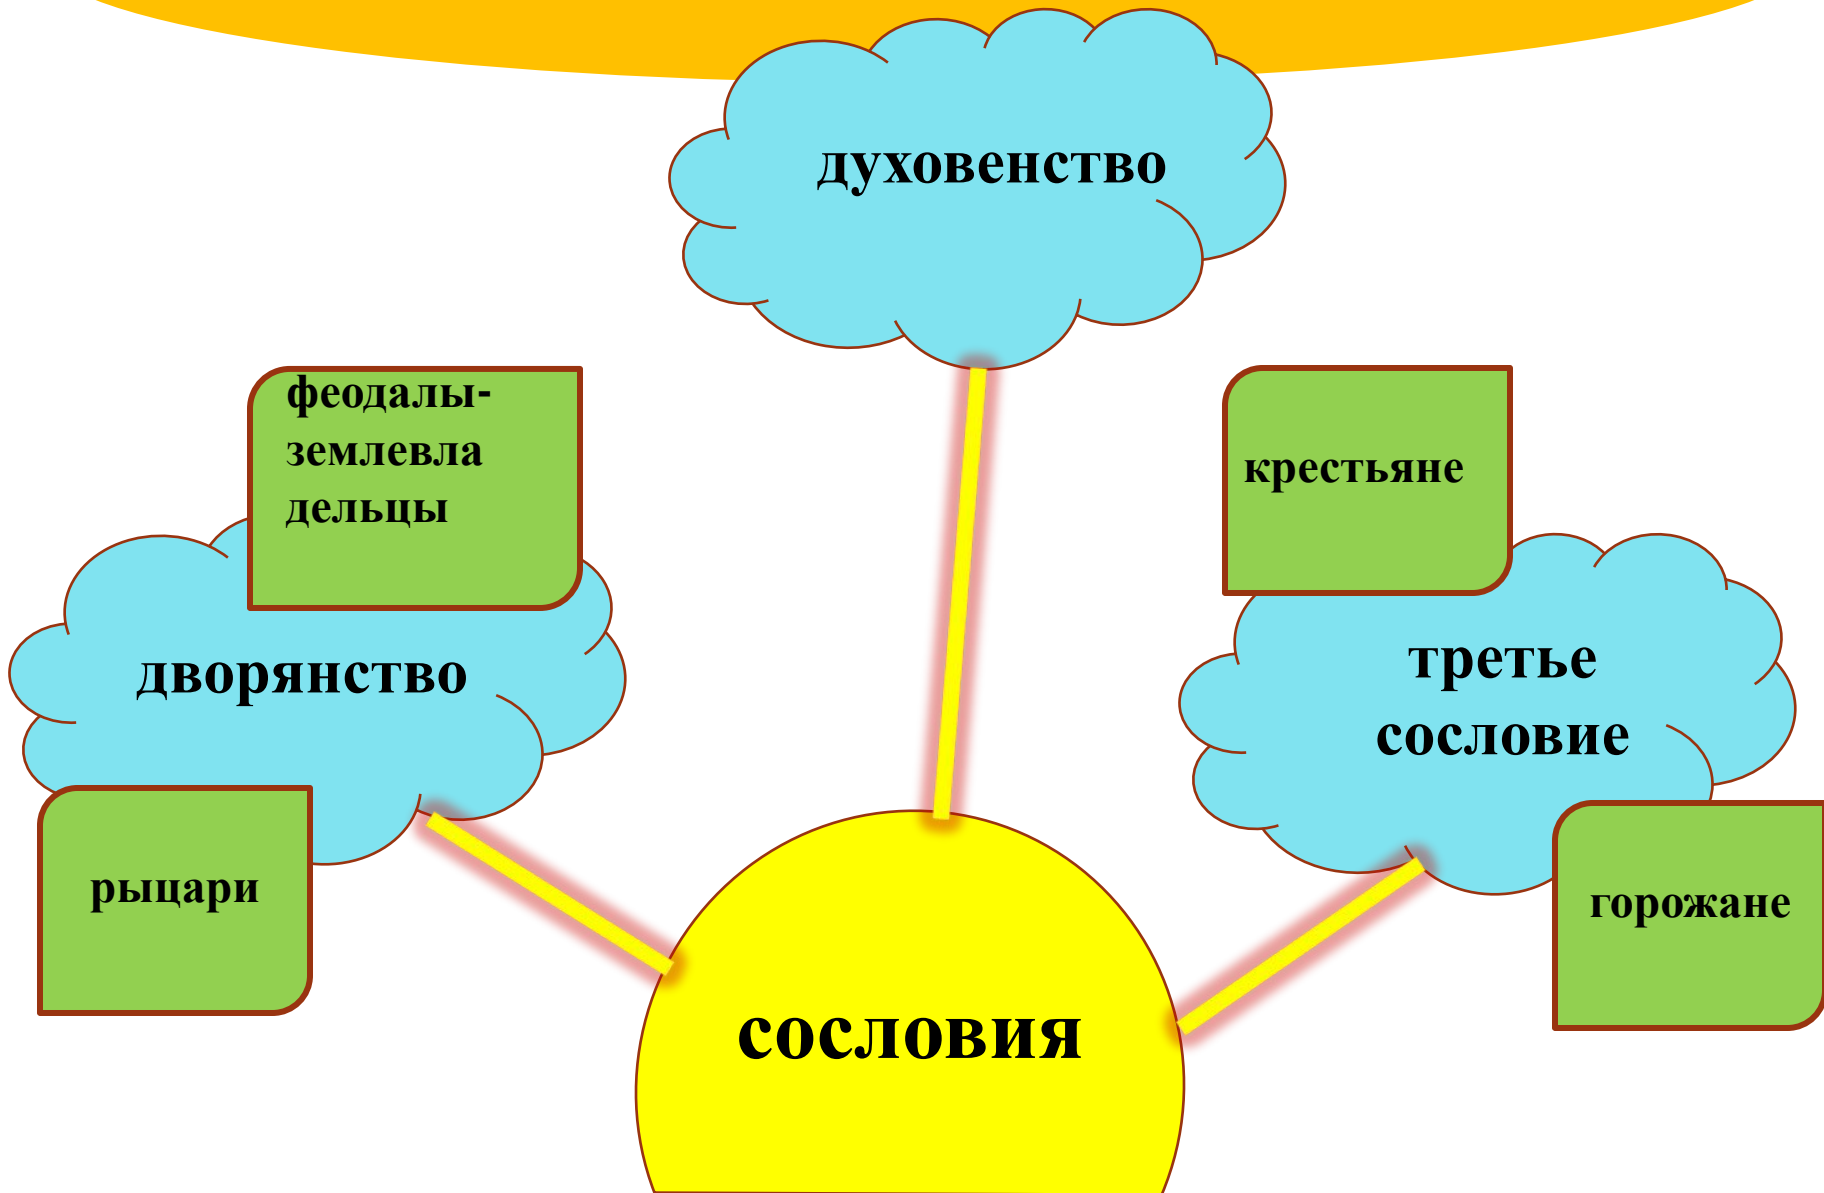 духовенство
феодалы-
землевла
дельцы
крестьяне
дворянство
третье
сословие
рыцари
горожане
сословия